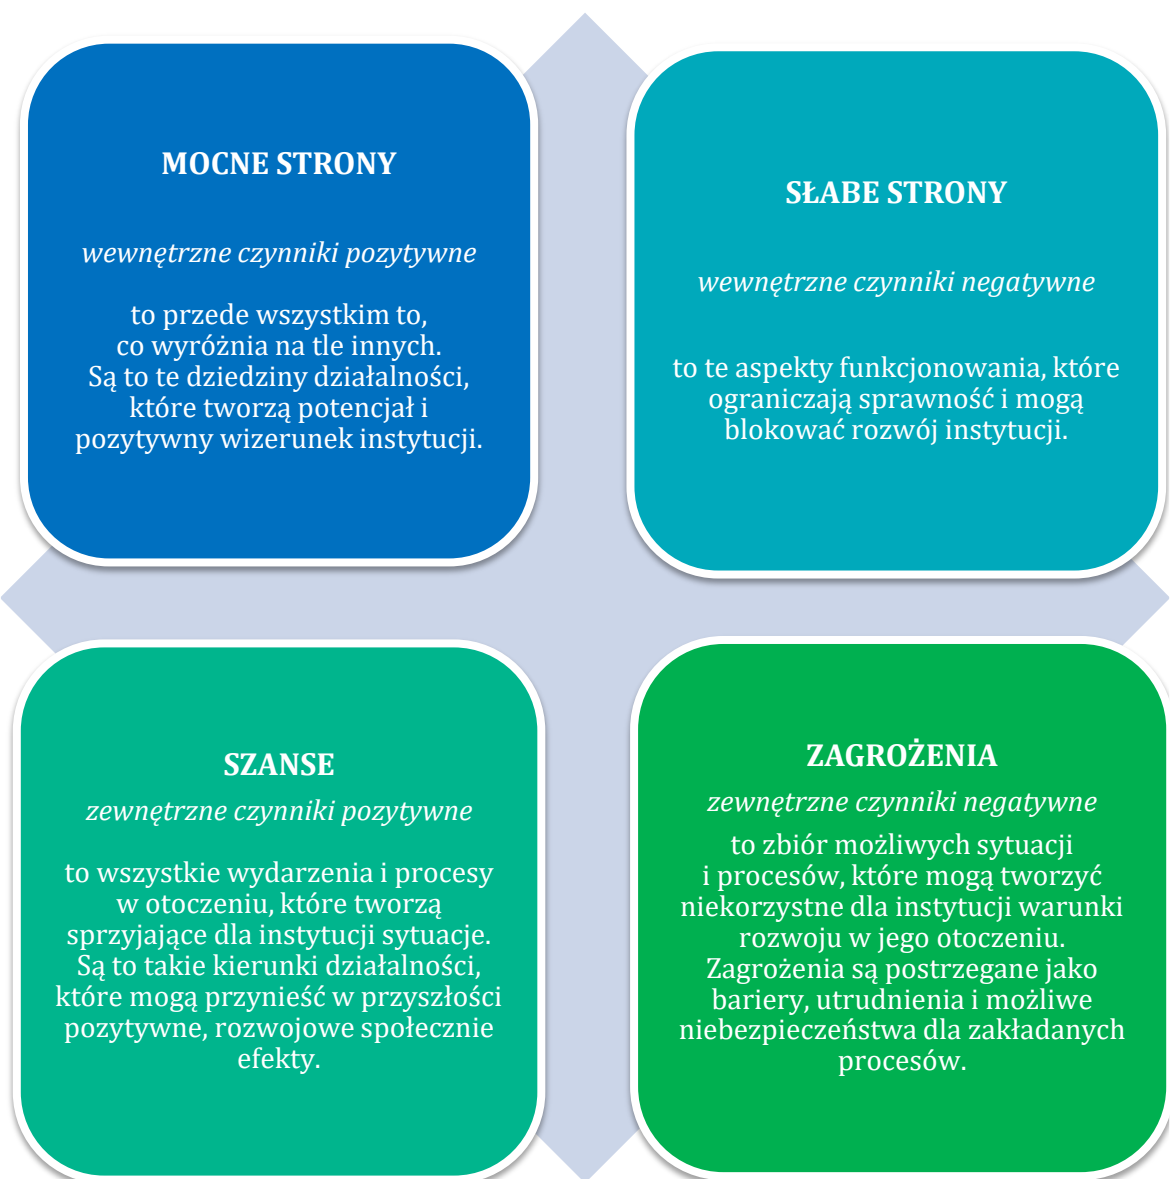 MOCNE STRONY
wewnętrzne czynniki pozytywne
to przede wszystkim to,
co wyróżnia na tle innych.
Są to te dziedziny działalności,
które tworzą potencjał i
pozytywny wizerunek instytucji.
SŁABE STRONY
wewnętrzne czynniki negatywne
to te aspekty funkcjonowania, które
ograniczają sprawność i mogą
blokować rozwój instytucji.
SZANSE
zewnętrzne czynniki pozytywne
to wszystkie wydarzenia i procesy
w otoczeniu, które tworzą
sprzyjające dla instytucji sytuacje.
Są to takie kierunki działalności,
które mogą przynieść w przyszłości
pozytywne, rozwojowe społecznie
efekty.
ZAGROŻENIA
zewnętrzne czynniki negatywne
to zbiór możliwych sytuacji
i procesów, które mogą tworzyć
niekorzystne dla instytucji warunki
rozwoju w jego otoczeniu.
Zagrożenia są postrzegane jako
bariery, utrudnienia i możliwe
niebezpieczeństwa dla zakładanych
procesów.